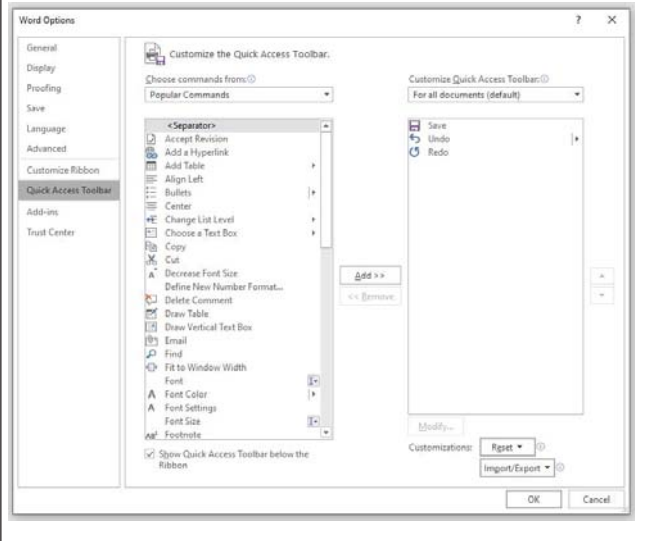 Word Options
?
General
Display
Proofing
Save
Language
Advanced
Customize Ribbon
Quick Access Toolbar
Add-ins
Trust Center
Customize the Quick Access Toolbar.
Choose commands from:
Popular Commands
<Separator>
Accept Revision
Add a Hyperlink
Add Table
Align Left
Bullets
Center
Change List Level
Choose a Text Box
Copy
Cut
Decrease Font Size
Define New Number Format...
Delete Comment
Draw Table
Draw Vertical Text Box
Email
Find
Fit to Window Width
Font
Font Color
Font Settings
Font Size
Footnote
Show Quick Access Toolbar below the
Ribbon
Add >>
<< Remove
Customize Quick Access Toolbar:
For all documents (default)
Save
Undo
Redo
Modify...
Customizations:
Reset
Import/Export
OK
Cancel